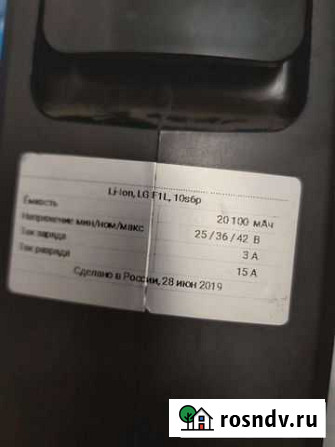 Li-Ion, LG F1L, 10s6p
Емкость 20 100 мАч
Напряжение мин/ном/макс 25 / 36 / 42 В
Ток заряда 3 А
Ток разряда 15 А
Сделано в России, 28 июн 2019
rosndv.ru